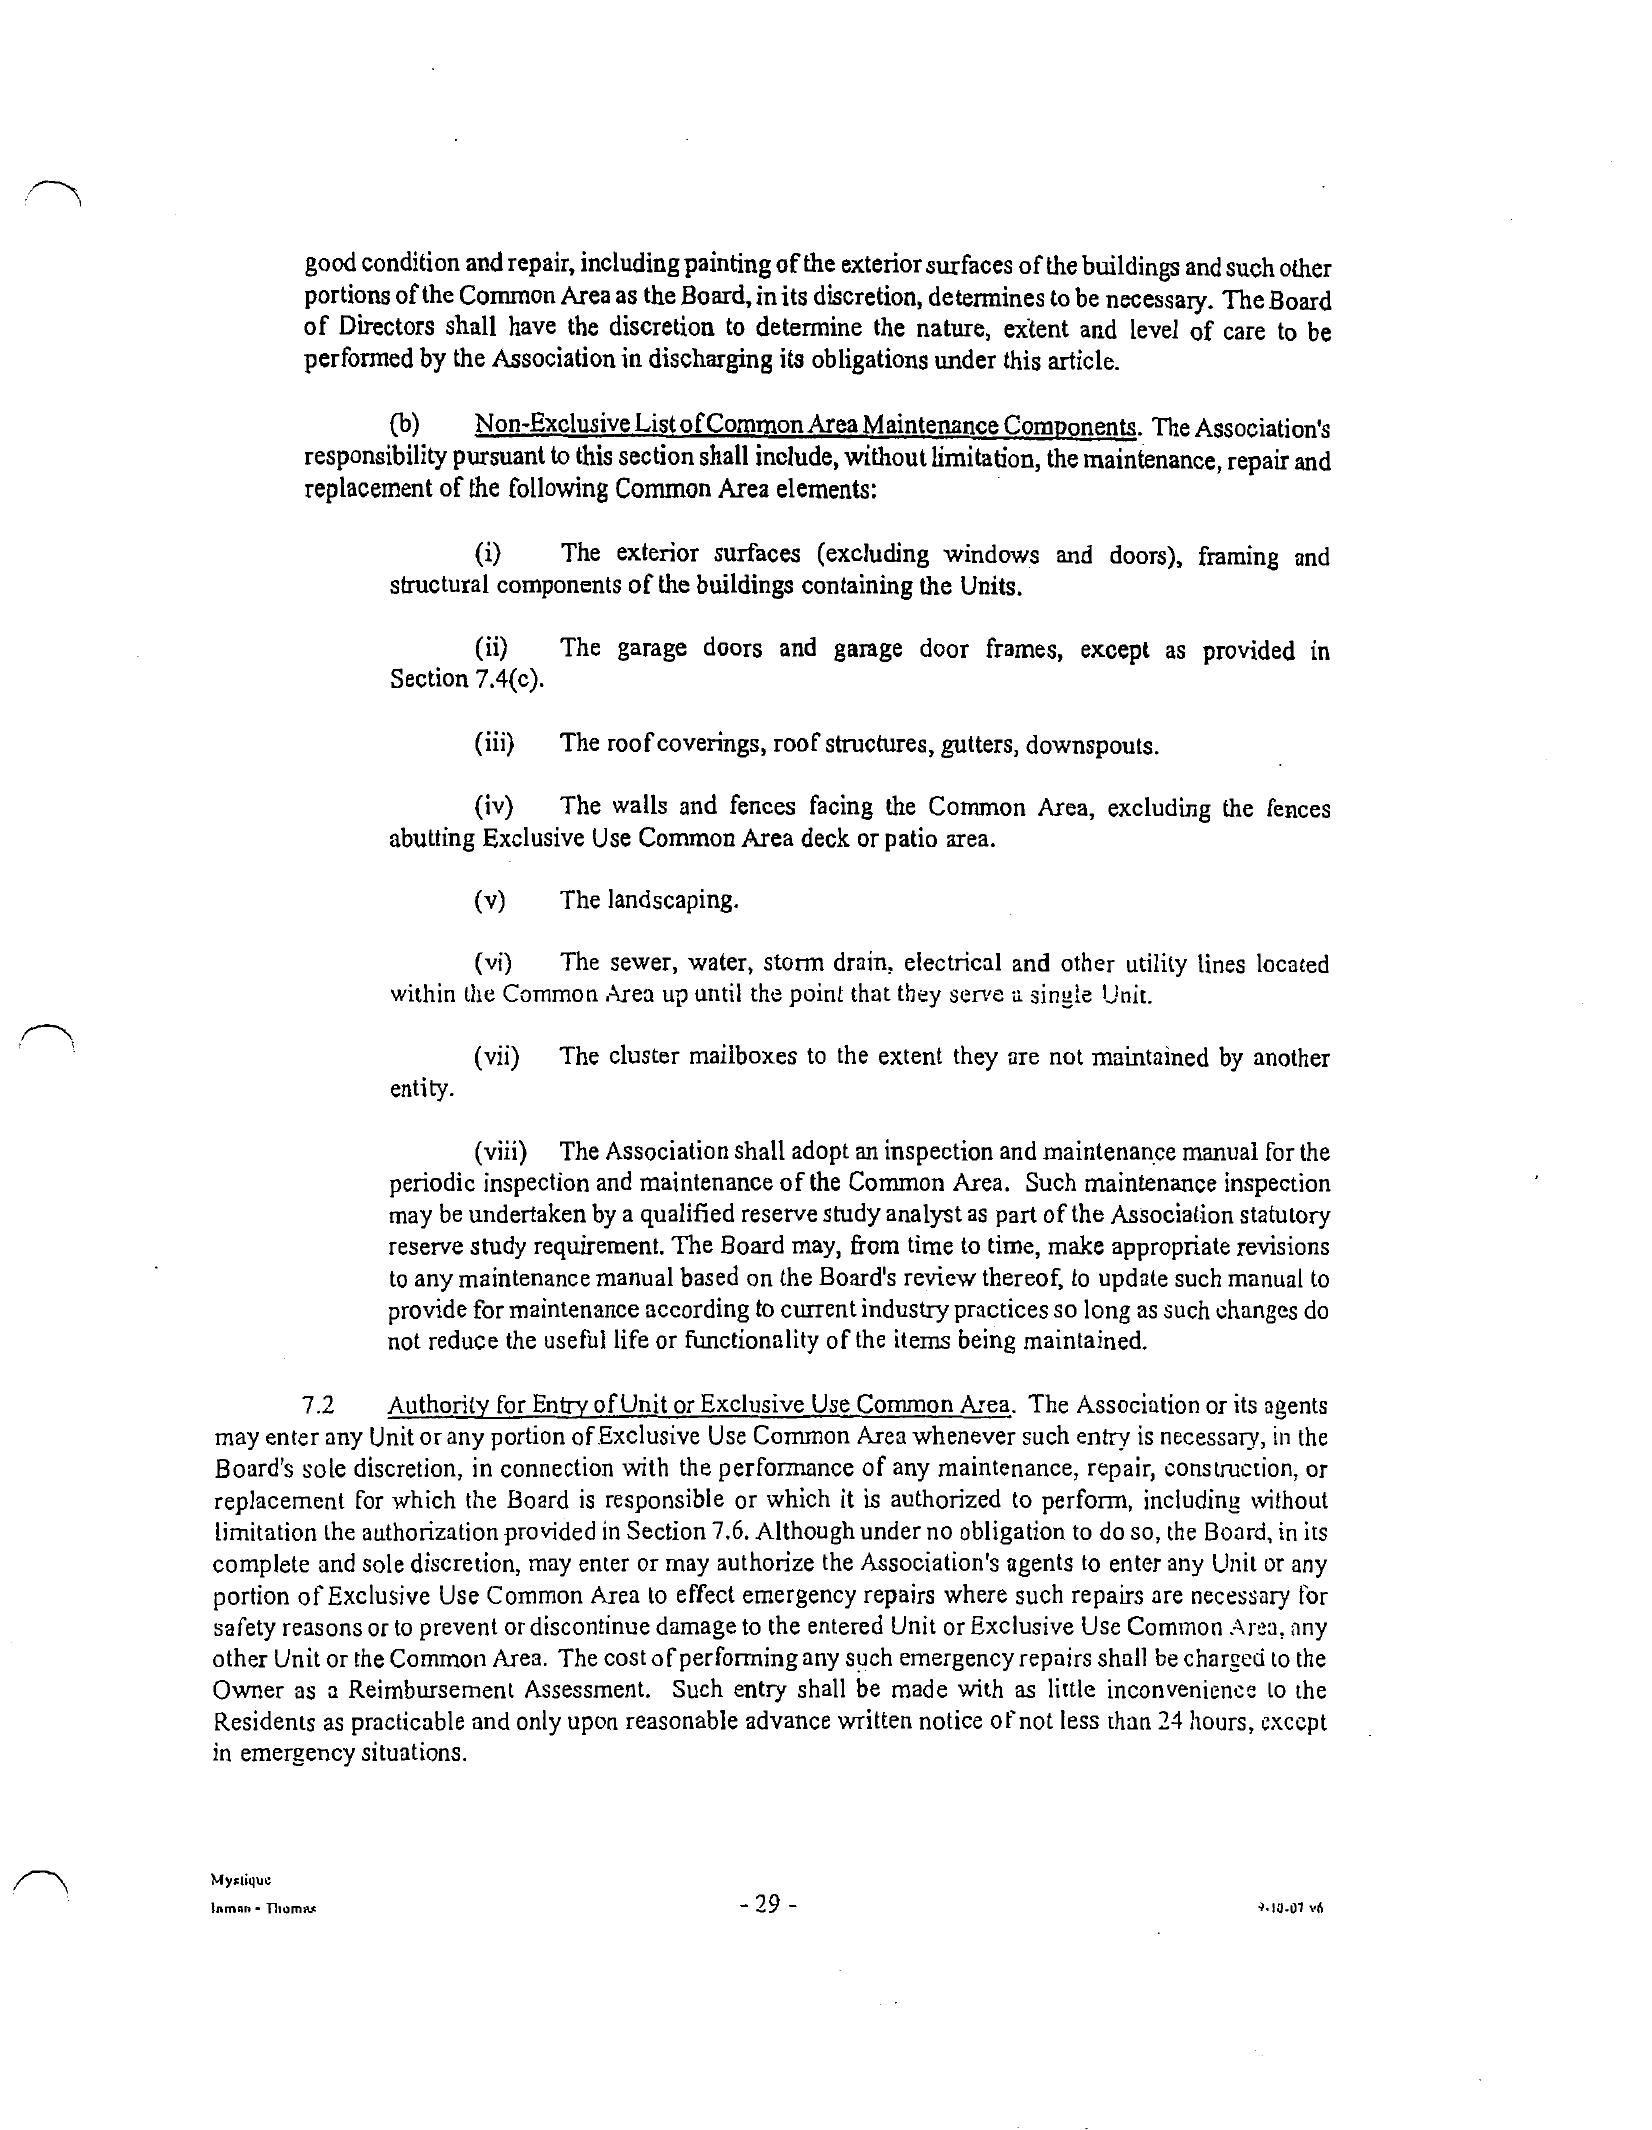 good condition and repair, including painting of the exterior surfaces of the buildings and such other
portions of the Common Area as the Board, in its discretion, determines to be necessary. The Board
of Directors shall have the discretion to determine the nature, extent and level of care to be
performed by the Association in discharging its obligations under this article.
(b) Non-Exclusive List of Common Area Maintenance Components. The Association's
responsibility pursuant to this section shall include, without limitation, the maintenance, repair and
replacement of the following Common Area elements:
(i) The exterior surfaces (excluding windows and doors), framing and
structural components of the buildings containing the Units.
(ii) The garage doors and garage door frames, except as provided in
Section 7.4(c).
(iii) The roof coverings, roof structures, gutters, downspouts.
(iv) The walls and fences facing the Common Area, excluding the fences
abutting Exclusive Use Common Area deck or patio area.
(v) The landscaping.
(vi) The sewer, water, storm drain, electrical and other utility lines located
within the Common Area up until the point that they serve a single Unit.
(vii) The cluster mailboxes to the extent they are not maintained by another
entity.
(viii) The Association shall adopt an inspection and maintenance manual for the
periodic inspection and maintenance of the Common Area. Such maintenance inspection
may be undertaken by a qualified reserve study analyst as part of the Association statutory
reserve study requirement. The Board may, from time to time, make appropriate revisions
to any maintenance manual based on the Board's review thereof, to update such manual to
provide for maintenance according to current industry practices so long as such changes do
not reduce the useful life or functionality of the items being maintained.
7.2 Authority for Entry of Unit or Exclusive Use Common Area. The Association or its agents
may enter any Unit or any portion of Exclusive Use Common Area whenever such entry is necessary, in the
Board's sole discretion, in connection with the performance of any maintenance, repair, construction, or
replacement for which the Board is responsible or which it is authorized to perform, including without
limitation the authorization provided in Section 7.6. Although under no obligation to do so, the Board, in its
complete and sole discretion, may enter or may authorize the Association's agents to enter any Unit or any
portion of Exclusive Use Common Area to effect emergency repairs where such repairs are necessary for
safety reasons or to prevent or discontinue damage to the entered Unit or Exclusive Use Common Area, any
other Unit or the Common Area. The cost of performing any such emergency repairs shall be charged to the
Owner as a Reimbursement Assessment. Such entry shall be made with as little inconvenience to the
Residents as practicable and only upon reasonable advance written notice of not less than 24 hours, except
in emergency situations.
Mystique
Inman - Thomas
- 29 -
v6